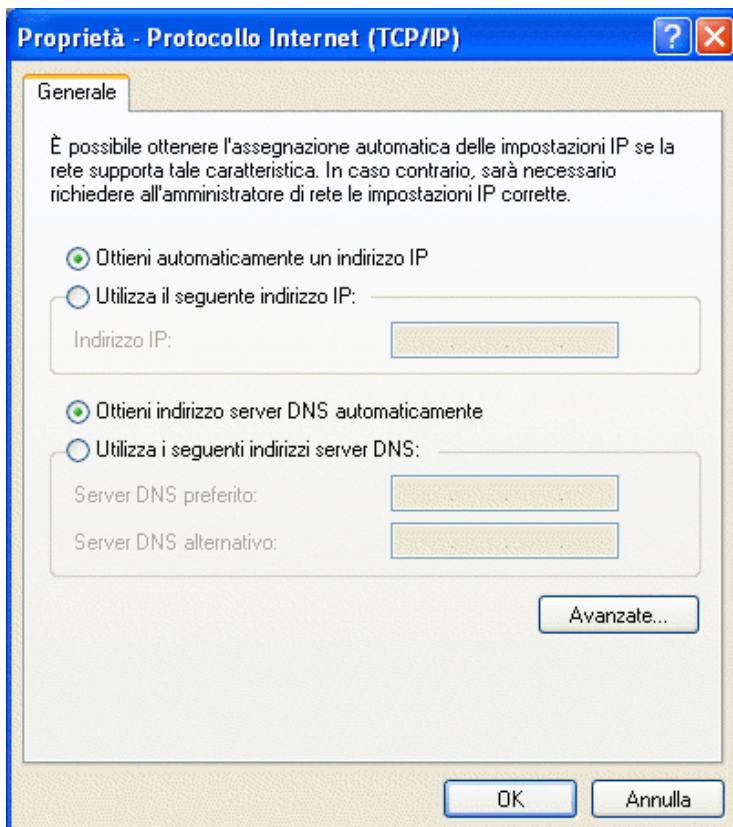 Proprietà - Protocollo Internet (TCP/IP)
Generale
È possibile ottenere l'assegnazione automatica delle impostazioni IP se la
rete supporta tale caratteristica. In caso contrario, sarà necessario
richiedere all'amministratore di rete le impostazioni IP corrette.
Ottieni automaticamente un indirizzo IP
Utilizza il seguente indirizzo IP:
Indirizzo IP:
Ottieni indirizzo server DNS automaticamente
Utilizza i seguenti indirizzi server DNS:
Server DNS preferito:
Server DNS alternativo:
Avanzate...
OK
Annulla